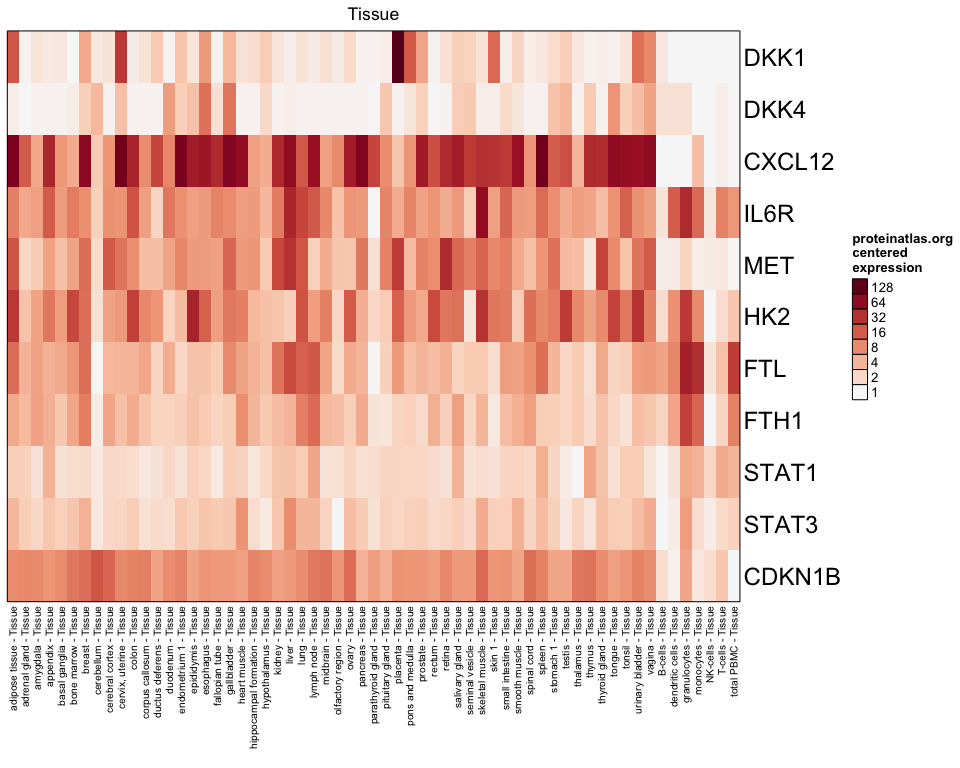 Tissue
DKK1
DKK4
CXCL12
IL6R
MET
HK2
FTL
FTH1
STAT1
STAT3
CDKN1B
proteinatlas.org
centered
expression
128
64
32
16
8
4
2
1
adipose tissue - Tissue
adrenal gland - Tissue
amygdala - Tissue
appendix - Tissue
basal ganglia - Tissue
bone marrow - Tissue
breast - Tissue
cerebellum - Tissue
cerebral cortex - Tissue
cervix, uterine - Tissue
colon - Tissue
corpus callosum - Tissue
ductus deferens - Tissue
duodenum - Tissue
endometrium 1 - Tissue
epididymis - Tissue
esophagus - Tissue
fallopian tube - Tissue
gallbladder - Tissue
heart muscle - Tissue
hippocampal formation - Tissue
hypothalamus - Tissue
kidney - Tissue
liver - Tissue
lung - Tissue
lymph node - Tissue
midbrain - Tissue
olfactory region - Tissue
ovary - Tissue
pancreas - Tissue
parathyroid gland - Tissue
pituitary gland - Tissue
placenta - Tissue
pons and medulla - Tissue
prostate - Tissue
rectum - Tissue
retina - Tissue
salivary gland - Tissue
seminal vesicle - Tissue
skeletal muscle - Tissue
skin 1 - Tissue
small intestine - Tissue
smooth muscle - Tissue
spinal cord - Tissue
spleen - Tissue
stomach 1 - Tissue
testis - Tissue
thalamus - Tissue
thymus - Tissue
thyroid gland - Tissue
tongue - Tissue
tonsil - Tissue
urinary bladder - Tissue
vagina - Tissue
B-cells - Tissue
dendritic cells - Tissue
granulocytes - Tissue
monocytes - Tissue
NK-cells - Tissue
T-cells - Tissue
total PBMC - Tissue